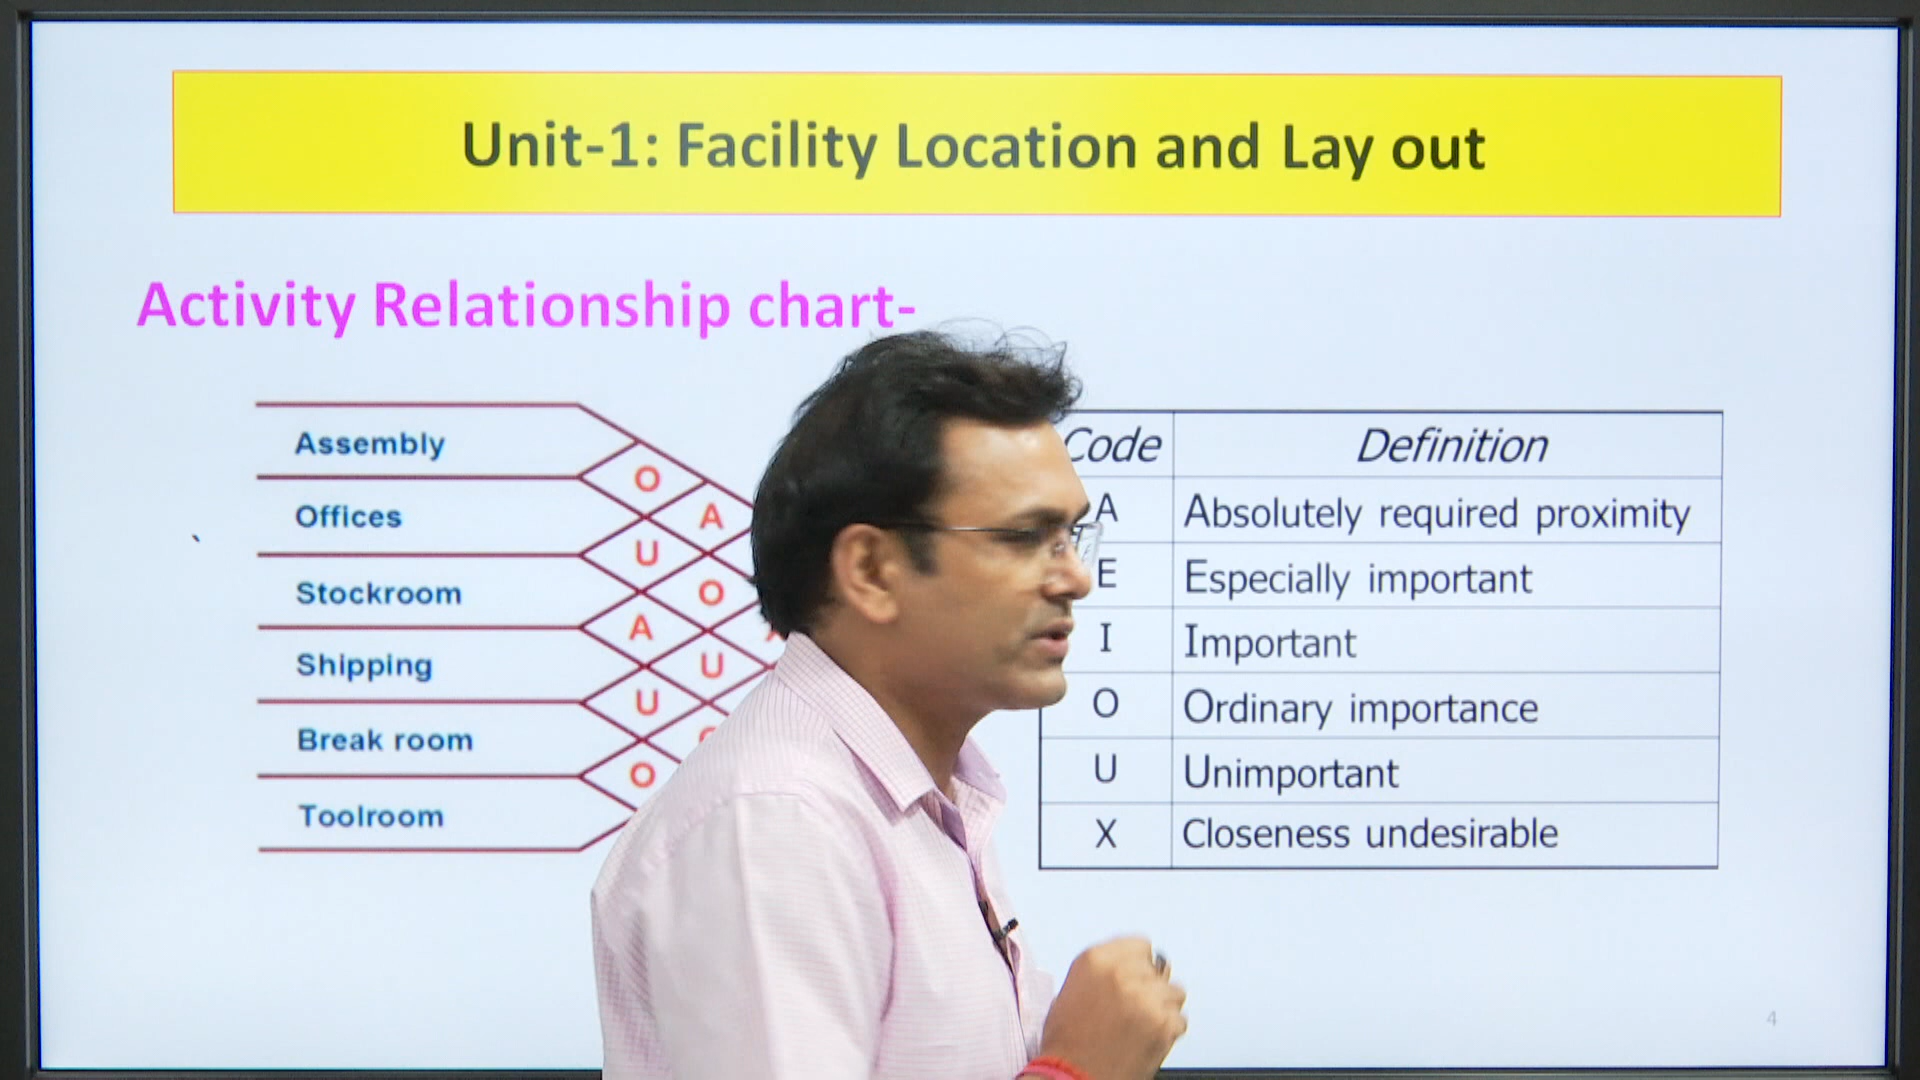 Unit-1: Facility Location and Lay out
Activity Relationship chart-
Assembly
Offices
Stockroom
Shipping
Break room
Toolroom
O
A
U
O
A
U
U
O
Code Definition
A Absolutely required proximity
E Especially important
I Important
O Ordinary importance
U Unimportant
X Closeness undesirable
4